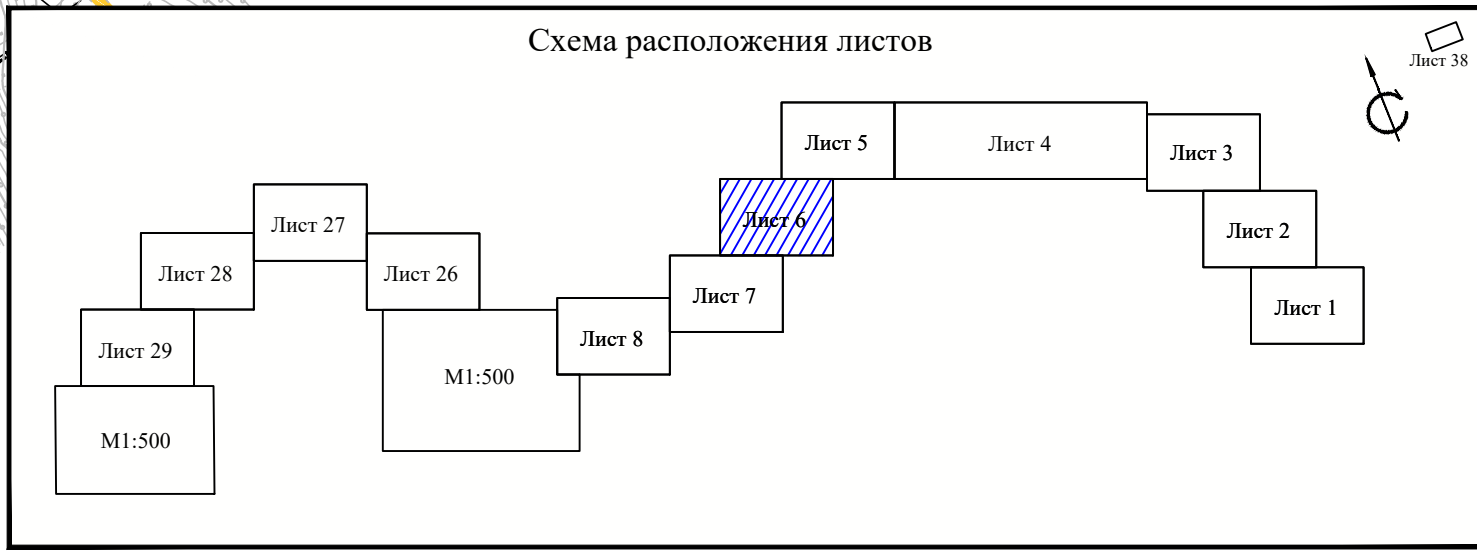 Схема расположения листов
Лист 38
С
Лист 5
Лист 4
Лист 3
Лист 6
Лист 2
Лист 27
Лист 28
Лист 26
Лист 7
Лист 1
Лист 29
Лист 8
М1:500
М1:500